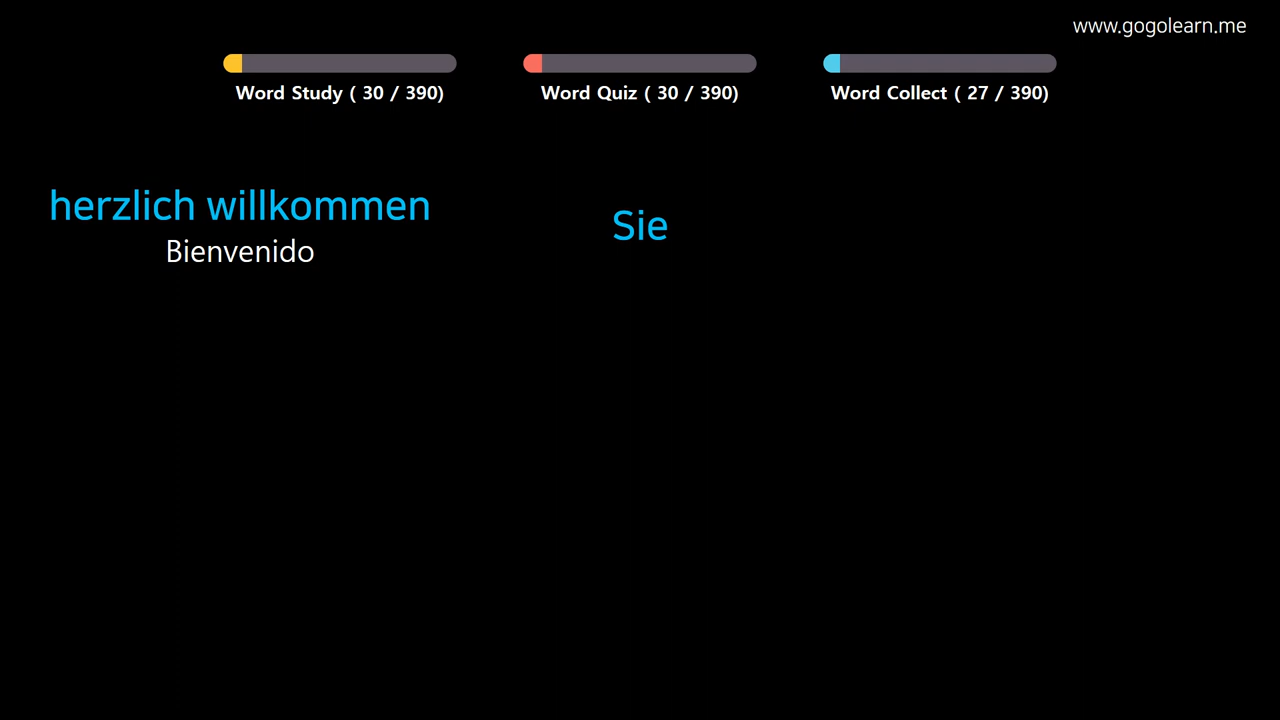 www.gogolearn.me
Word Study ( 30 / 390)
Word Quiz ( 30 / 390)
Word Collect ( 27 / 390)
herzlich willkommen
Bienvenido
Sie